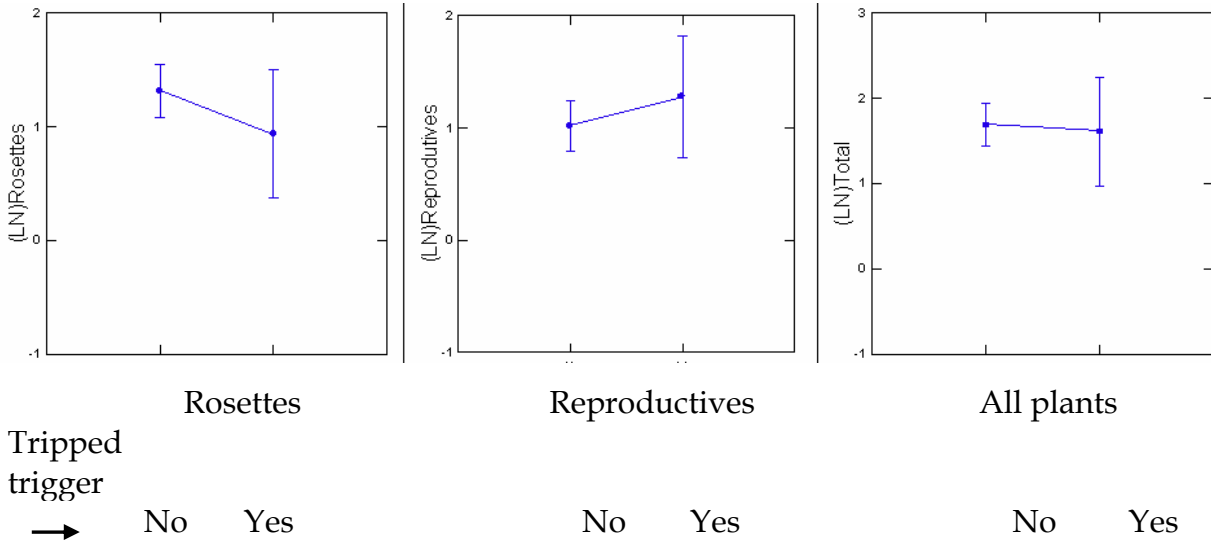 2
1
0
-1
(LN)Rosettes
2
1
0
-1
(LN)Reprodutives
3
2
1
0
-1
(LN)Total
Rosettes Reproductives All plants
Tripped
trigger
→ No Yes No Yes No Yes